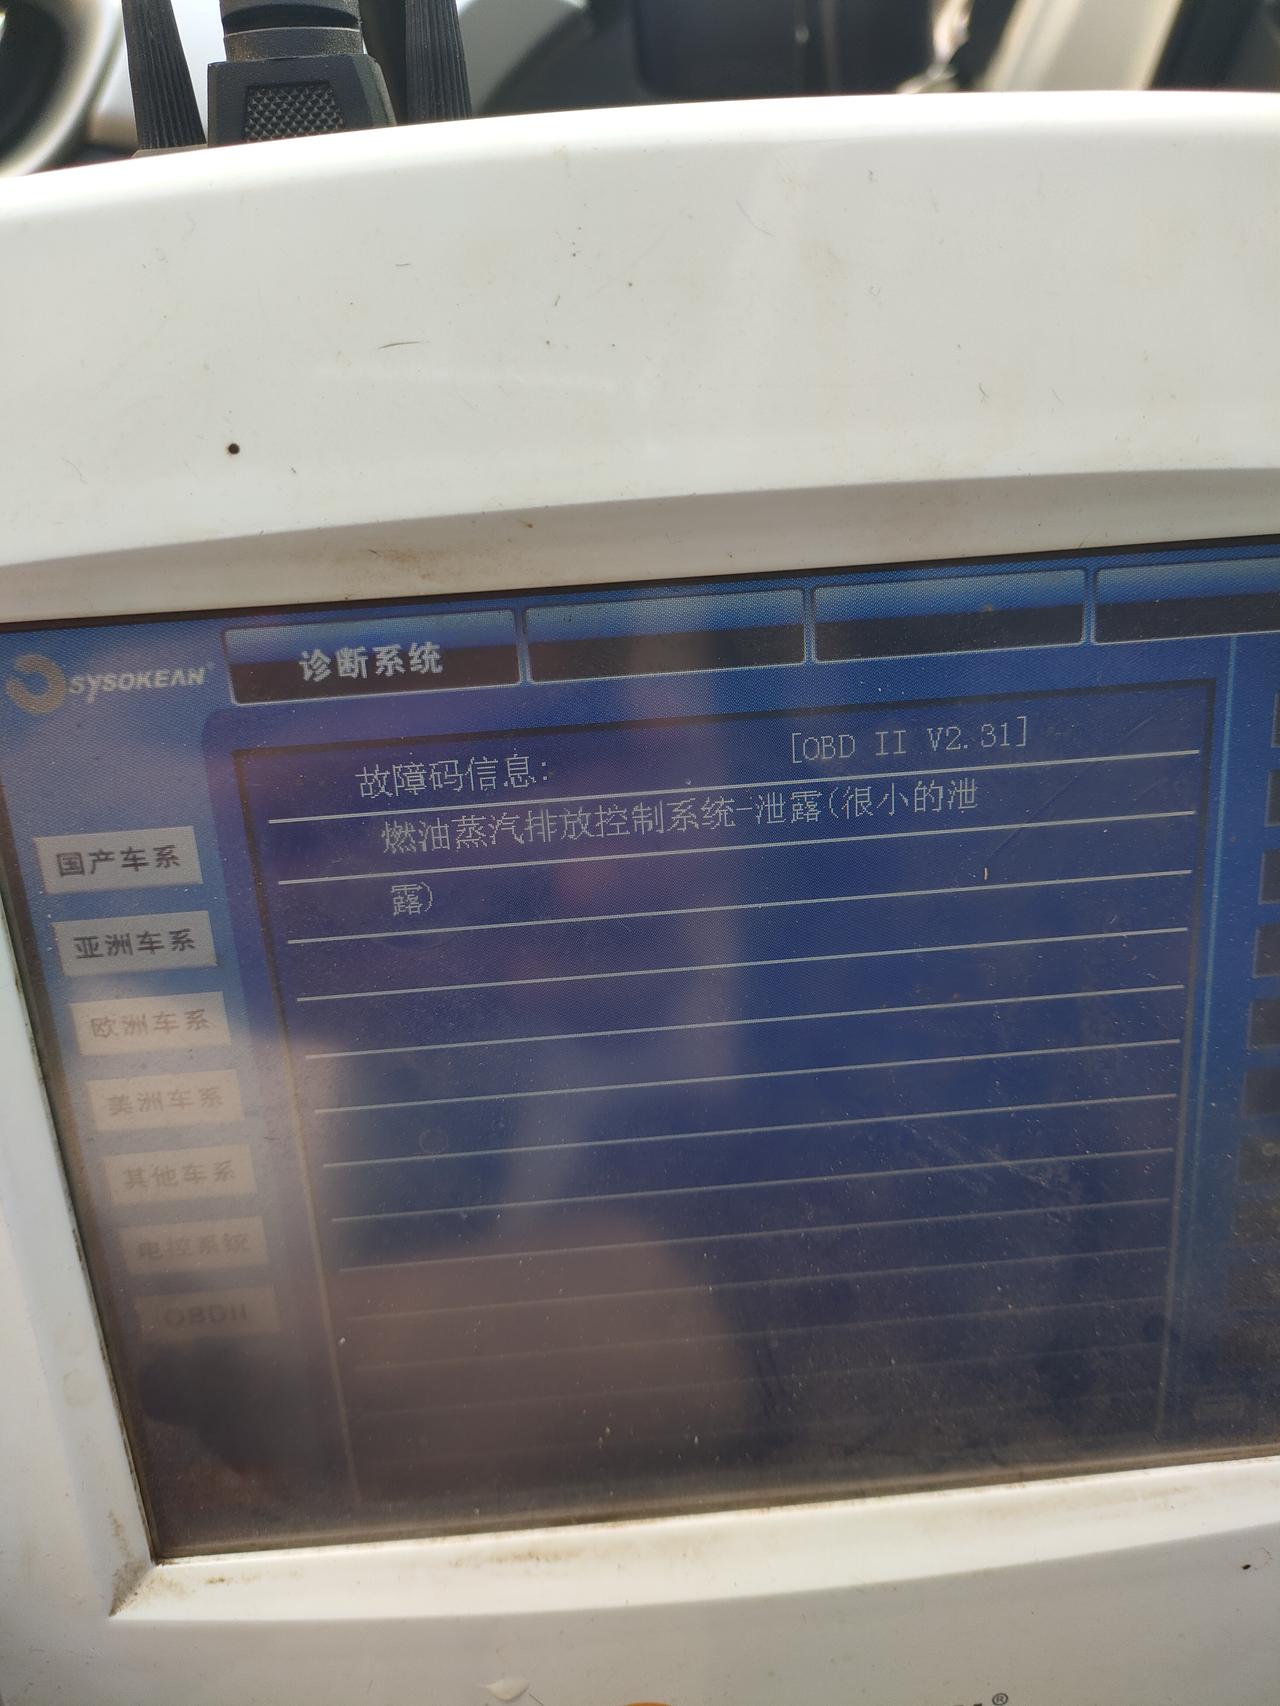 SYSOKEAN®
诊断系统
故障码信息: [OBD II V2.31]
燃油蒸汽排放控制系统-泄露(很小的泄
露)
国产车系
亚洲车系
欧洲车系
美洲车系
其他车系
电控系统
OBDII
®